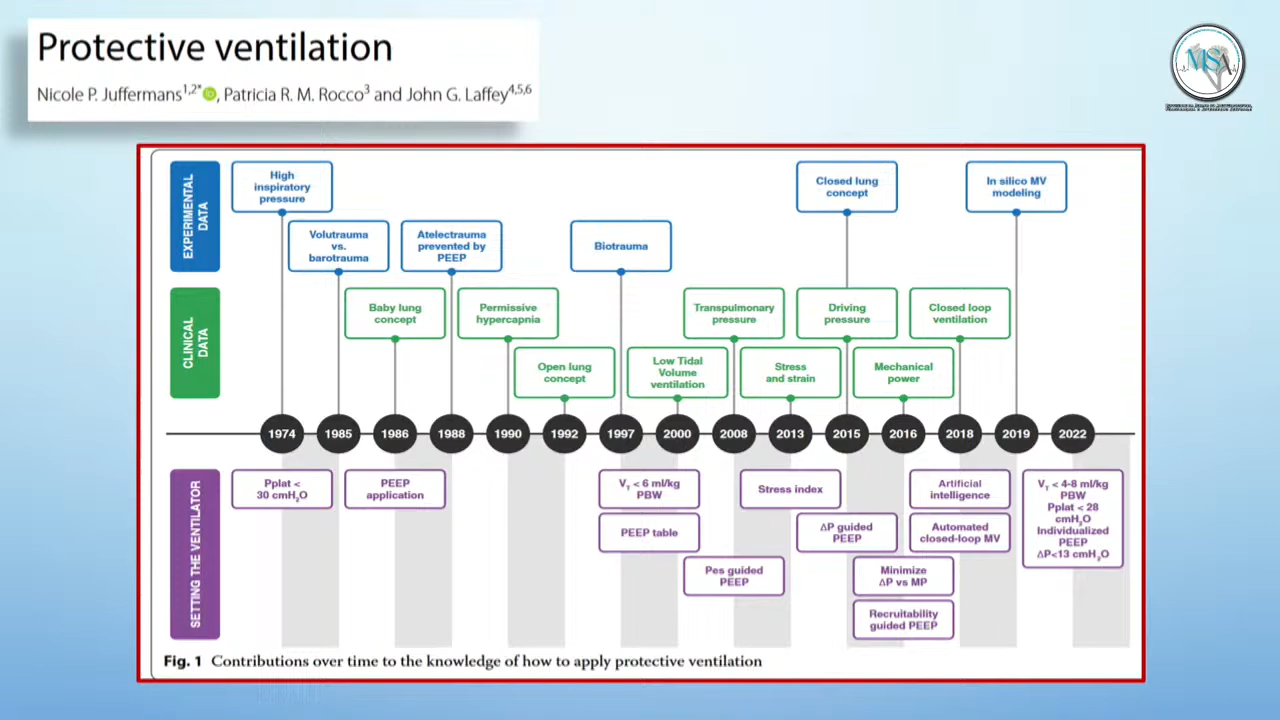 Protective ventilation
Nicole P. Juffermans1,2*, Patricia R. M. Rocco3 and John G. Laffey4,5,6
MSA
EXPERIMENTAL
DATA
High
inspiratory
pressure
Volutrauma
vs.
barotrauma
Atelectrauma
prevented by
PEEP
Biotrauma
Closed lung
concept
In silico MV
modeling
CLINICAL
DATA
Baby lung
concept
Permissive
hypercapnia
Open lung
concept
Low Tidal
Volume
ventilation
Transpulmonary
pressure
Stress
and strain
Driving
pressure
Mechanical
power
Closed loop
ventilation
1974 1985 1986 1988 1990 1992 1997 2000 2008 2013 2015 2016 2018 2019 2022
SETTING THE VENTILATOR
Pplat <
30 cmH2O
PEEP
application
VT < 6 ml/kg
PBW
PEEP table
Pes guided
PEEP
Stress index
ΔP guided
PEEP
Minimize
ΔP vs MP
Recruitability
guided PEEP
Artificial
intelligence
Automated
closed-loop MV
VT < 4-8 ml/kg
PBW
Pplat < 28
cmH2O
Individualized
PEEP
ΔP<13 cmH2O
Fig. 1 Contributions over time to the knowledge of how to apply protective ventilation